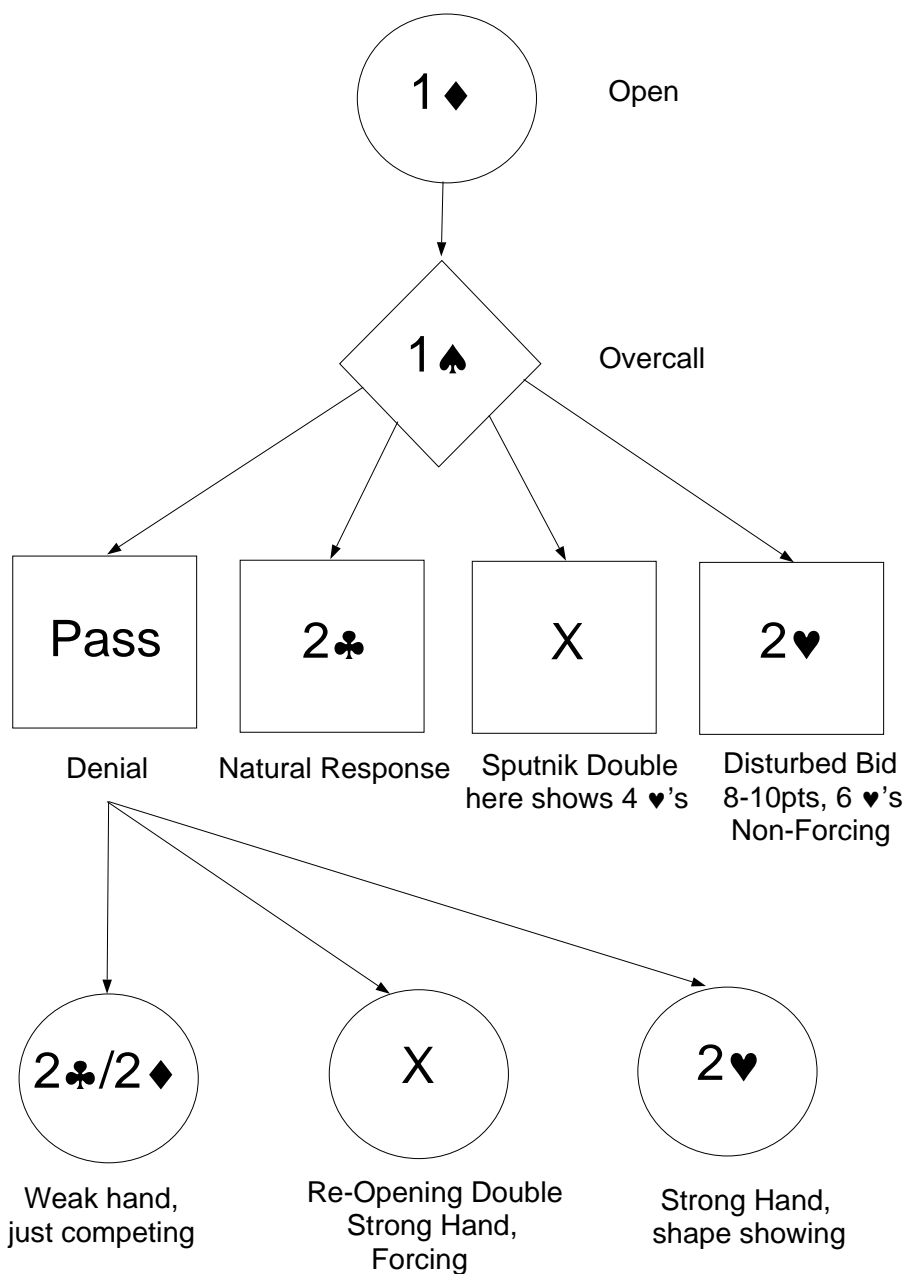 1♦
Open
1♠
Overcall
Pass
2♣
X
2♥
Denial
Natural Response
Sputnik Double
here shows 4 ♥'s
Disturbed Bid
8-10pts, 6 ♥'s
Non-Forcing
2♣/2♦
X
2♥
Weak hand,
just competing
Re-Opening Double
Strong Hand,
Forcing
Strong Hand,
shape showing